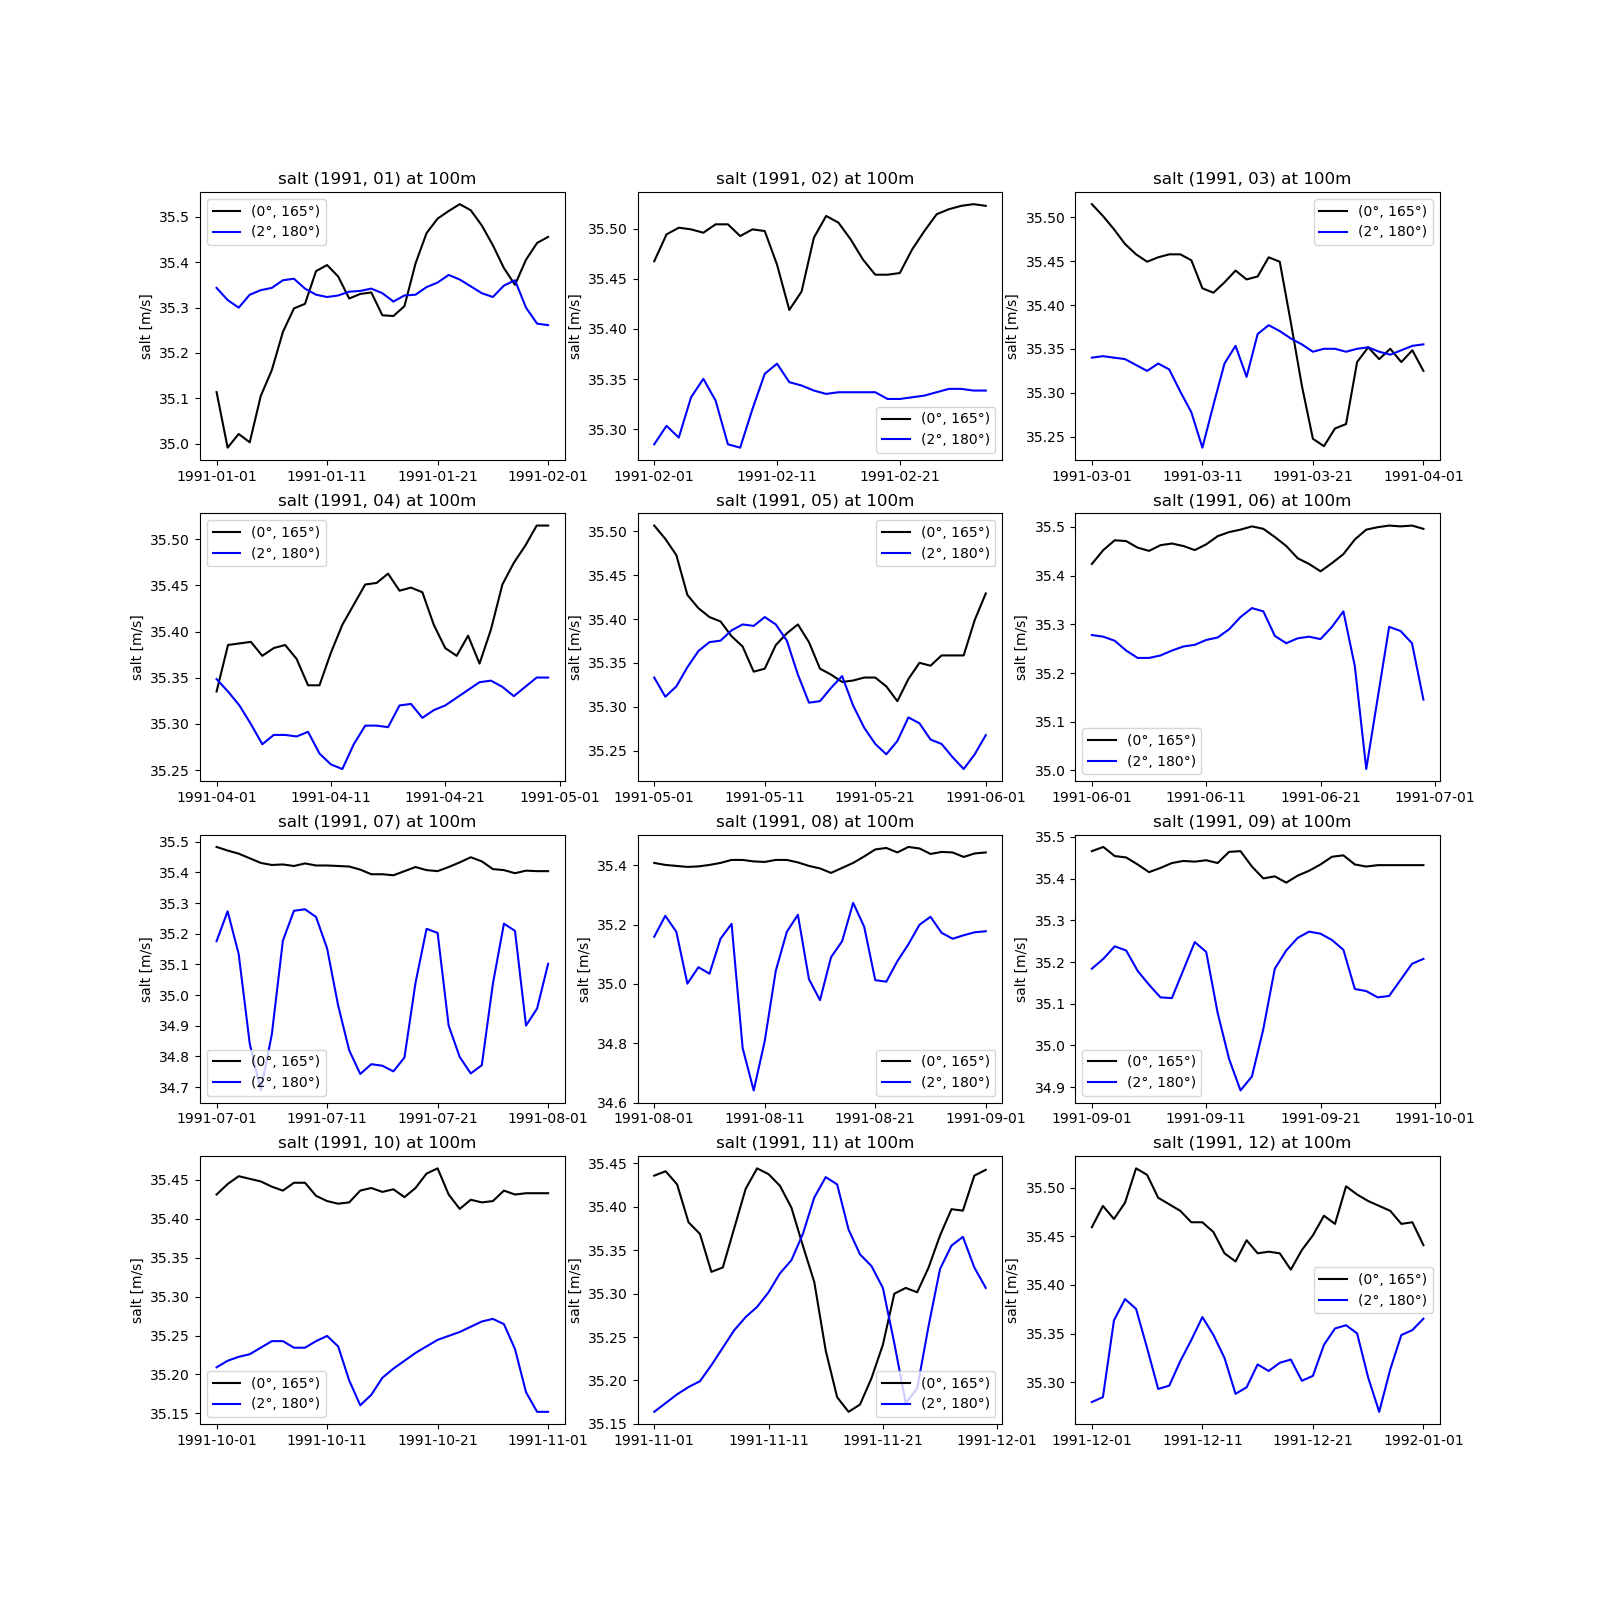 salt (1991, 01) at 100m
salt [m/s]
35.5
35.4
35.3
35.2
35.1
35.0
(0°, 165°)
(2°, 180°)
1991-01-01 1991-01-11 1991-01-21 1991-02-01
salt (1991, 02) at 100m
salt [m/s]
35.50
35.45
35.40
35.35
35.30
(0°, 165°)
(2°, 180°)
1991-02-01 1991-02-11 1991-02-21
salt (1991, 03) at 100m
salt [m/s]
35.50
35.45
35.40
35.35
35.30
35.25
(0°, 165°)
(2°, 180°)
1991-03-01 1991-03-11 1991-03-21 1991-04-01
salt (1991, 04) at 100m
salt [m/s]
35.50
35.45
35.40
35.35
35.30
35.25
(0°, 165°)
(2°, 180°)
1991-04-01 1991-04-11 1991-04-21 1991-05-01
salt (1991, 05) at 100m
salt [m/s]
35.50
35.45
35.40
35.35
35.30
35.25
(0°, 165°)
(2°, 180°)
1991-05-01 1991-05-11 1991-05-21 1991-06-01
salt (1991, 06) at 100m
salt [m/s]
35.5
35.4
35.3
35.2
35.1
35.0
(0°, 165°)
(2°, 180°)
1991-06-01 1991-06-11 1991-06-21 1991-07-01
salt (1991, 07) at 100m
salt [m/s]
35.5
35.4
35.3
35.2
35.1
35.0
34.9
34.8
34.7
(0°, 165°)
(2°, 180°)
1991-07-01 1991-07-11 1991-07-21 1991-08-01
salt (1991, 08) at 100m
salt [m/s]
35.4
35.2
35.0
34.8
34.6
(0°, 165°)
(2°, 180°)
1991-08-01 1991-08-11 1991-08-21 1991-09-01
salt (1991, 09) at 100m
salt [m/s]
35.5
35.4
35.3
35.2
35.1
35.0
34.9
(0°, 165°)
(2°, 180°)
1991-09-01 1991-09-11 1991-09-21 1991-10-01
salt (1991, 10) at 100m
salt [m/s]
35.45
35.40
35.35
35.30
35.25
35.20
35.15
(0°, 165°)
(2°, 180°)
1991-10-01 1991-10-11 1991-10-21 1991-11-01
salt (1991, 11) at 100m
salt [m/s]
35.45
35.40
35.35
35.30
35.25
35.20
35.15
(0°, 165°)
(2°, 180°)
1991-11-01 1991-11-11 1991-11-21 1991-12-01
salt (1991, 12) at 100m
salt [m/s]
35.50
35.45
35.40
35.35
35.30
(0°, 165°)
(2°, 180°)
1991-12-01 1991-12-11 1991-12-21 1992-01-01